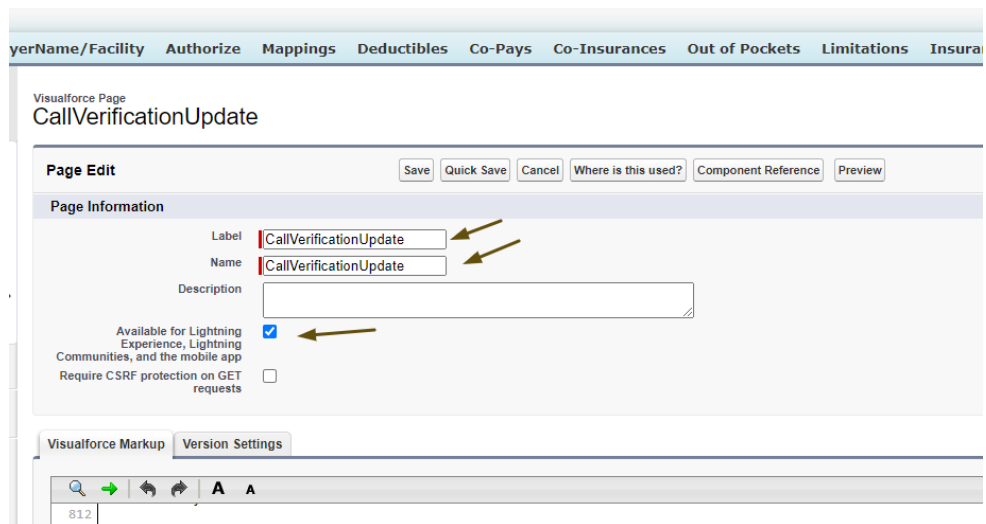 yerName/Facility Authorize Mappings Deductibles Co-Pays Co-Insurances Out of Pockets Limitations Insura
Visualforce Page
CallVerificationUpdate
Page Edit Save Quick Save Cancel Where is this used? Component Reference Preview
Page Information
Label CallVerificationUpdate
Name CallVerificationUpdate
Description
Available for Lightning
Experience, Lightning
Communities, and the mobile app
Require CSRF protection on GET
requests
Visualforce Markup Version Settings
A A
812